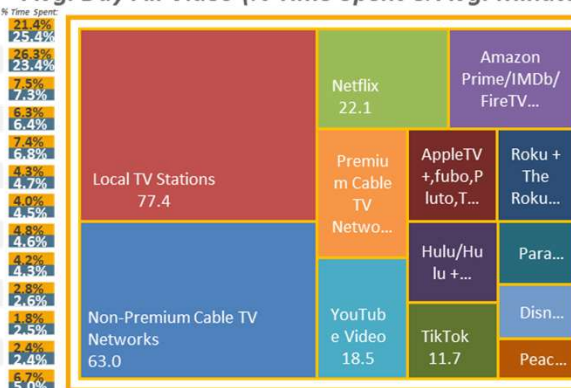 % Time Spent:
21.4%
25.4%
26.3%
23.4%
7.5%
7.3%
6.3%
6.4%
7.4%
6.8%
4.3%
4.7%
4.0%
4.5%
4.8%
4.6%
4.2%
4.3%
2.8%
2.6%
1.8%
2.5%
2.4%
2.4%
6.7%
Local TV Stations
77.4
Non-Premium Cable TV
Networks
63.0
Netflix
22.1
Amazon
Prime/IMDb/
FireTV...
Premiu
m Cable
TV
Netwo...
AppleTV
+,fubo,P
luto,T...
Roku +
The
Roku...
Hulu/Hu
lu +...
Para...
YouTub
e Video
18.5
TikTok
11.7
Disn...
Peac...